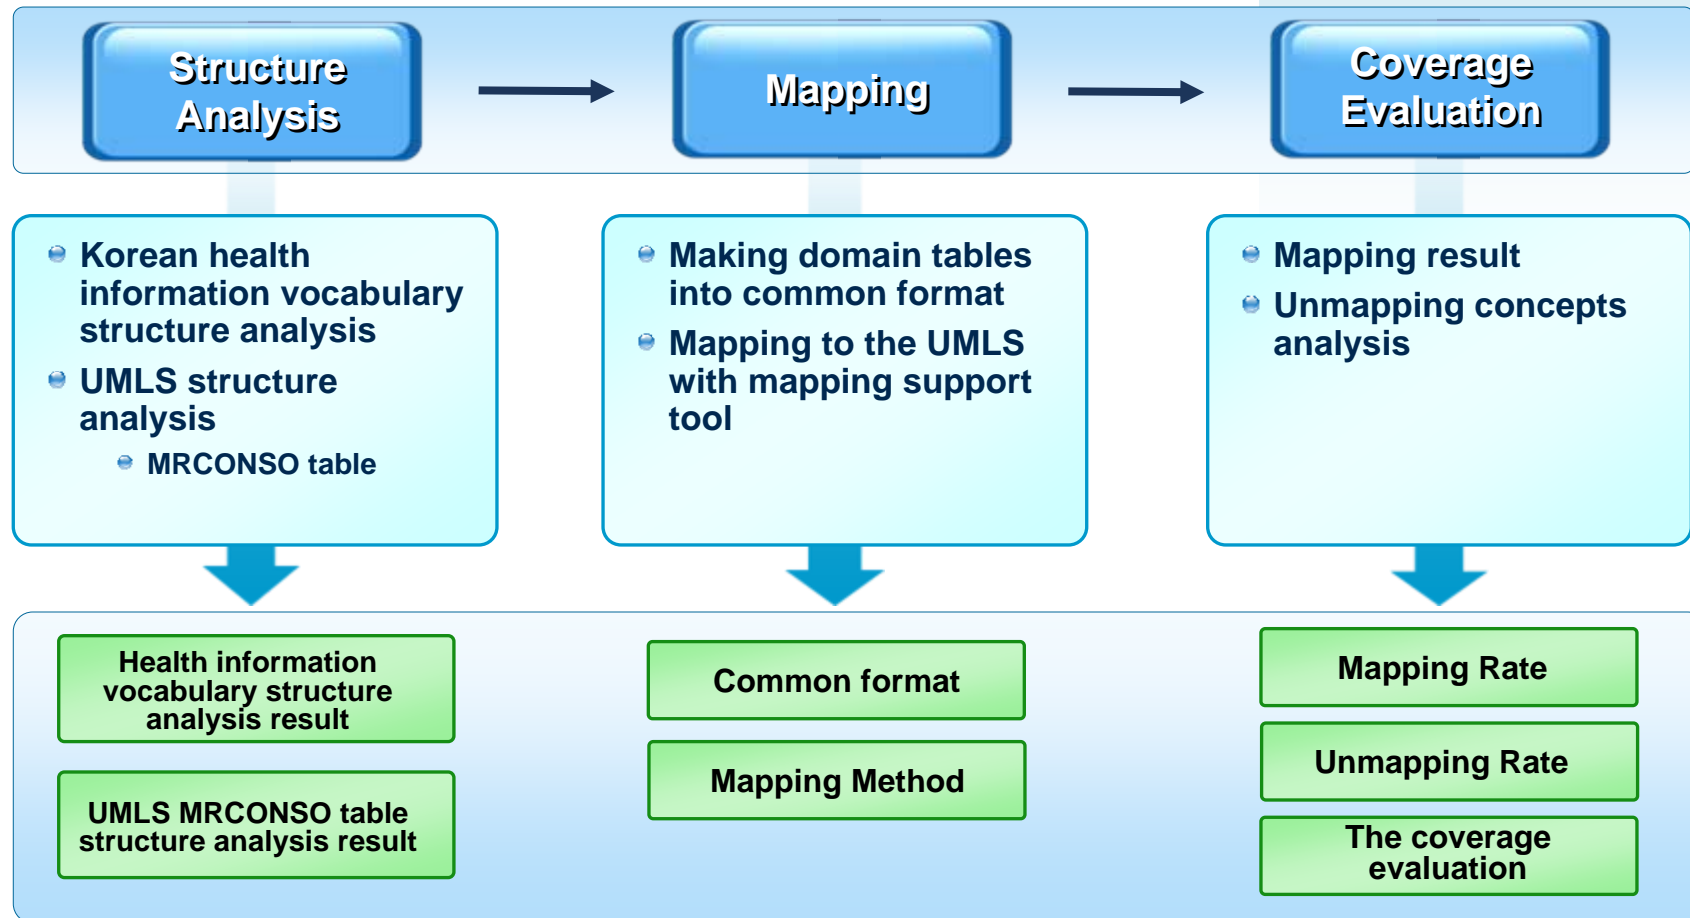 Structure
Analysis
Mapping
Coverage
Evaluation
Korean health
information vocabulary
structure analysis
UMLS structure
analysis
MRCONSO table
Making domain tables
into common format
Mapping to the UMLS
with mapping support
tool
Mapping result
Unmapping concepts
analysis
Health information
vocabulary structure
analysis result
UMLS MRCONSO table
structure analysis result
Common format
Mapping Method
Mapping Rate
Unmapping Rate
The coverage
evaluation